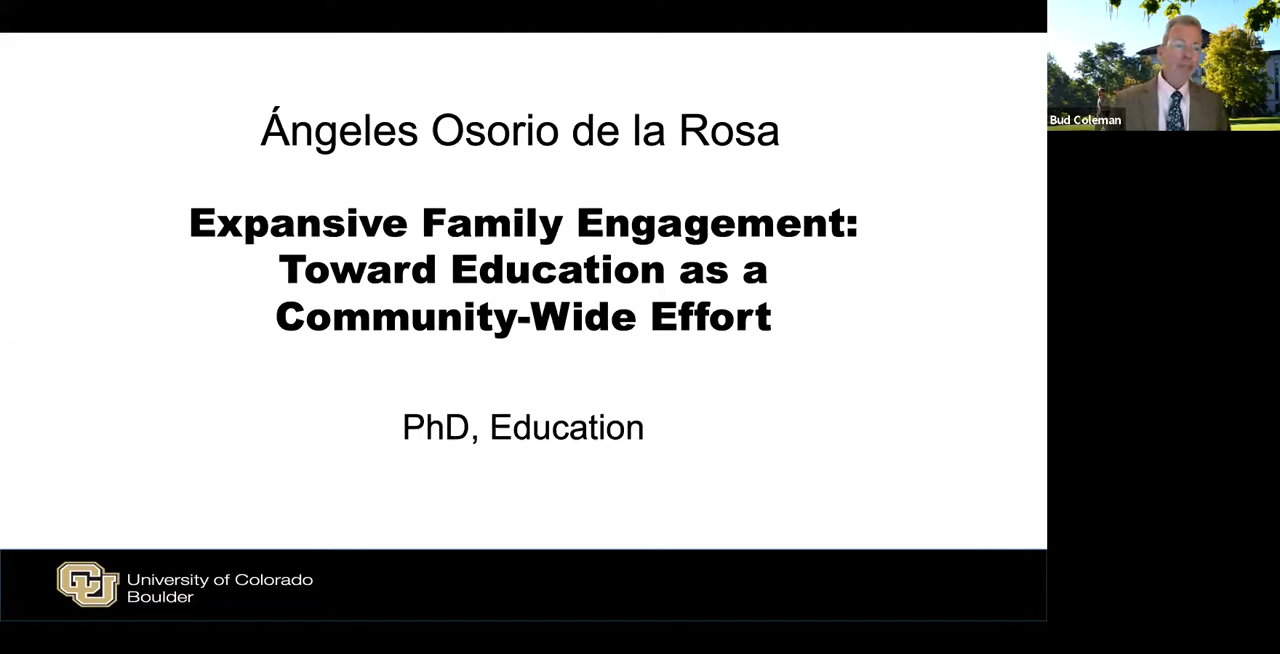 Ángeles Osorio de la Rosa
Expansive Family Engagement:
Toward Education as a
Community-Wide Effort
PhD, Education
CU
University of Colorado
Boulder
Bud Coleman